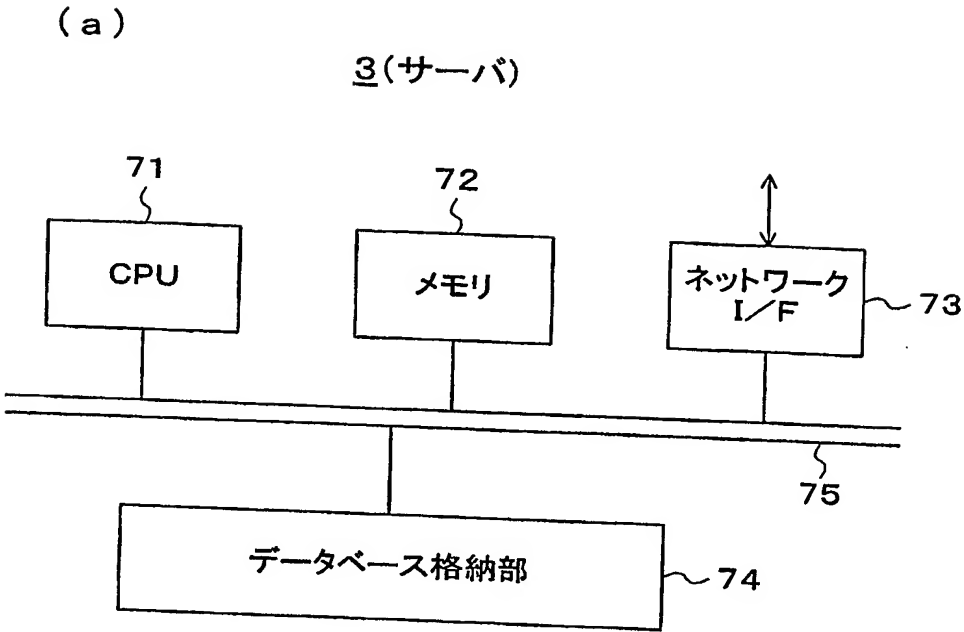 (a)
3(サーバ)
71
CPU
72
メモリ
ネットワーク
I/F
73
75
データベース格納部
74